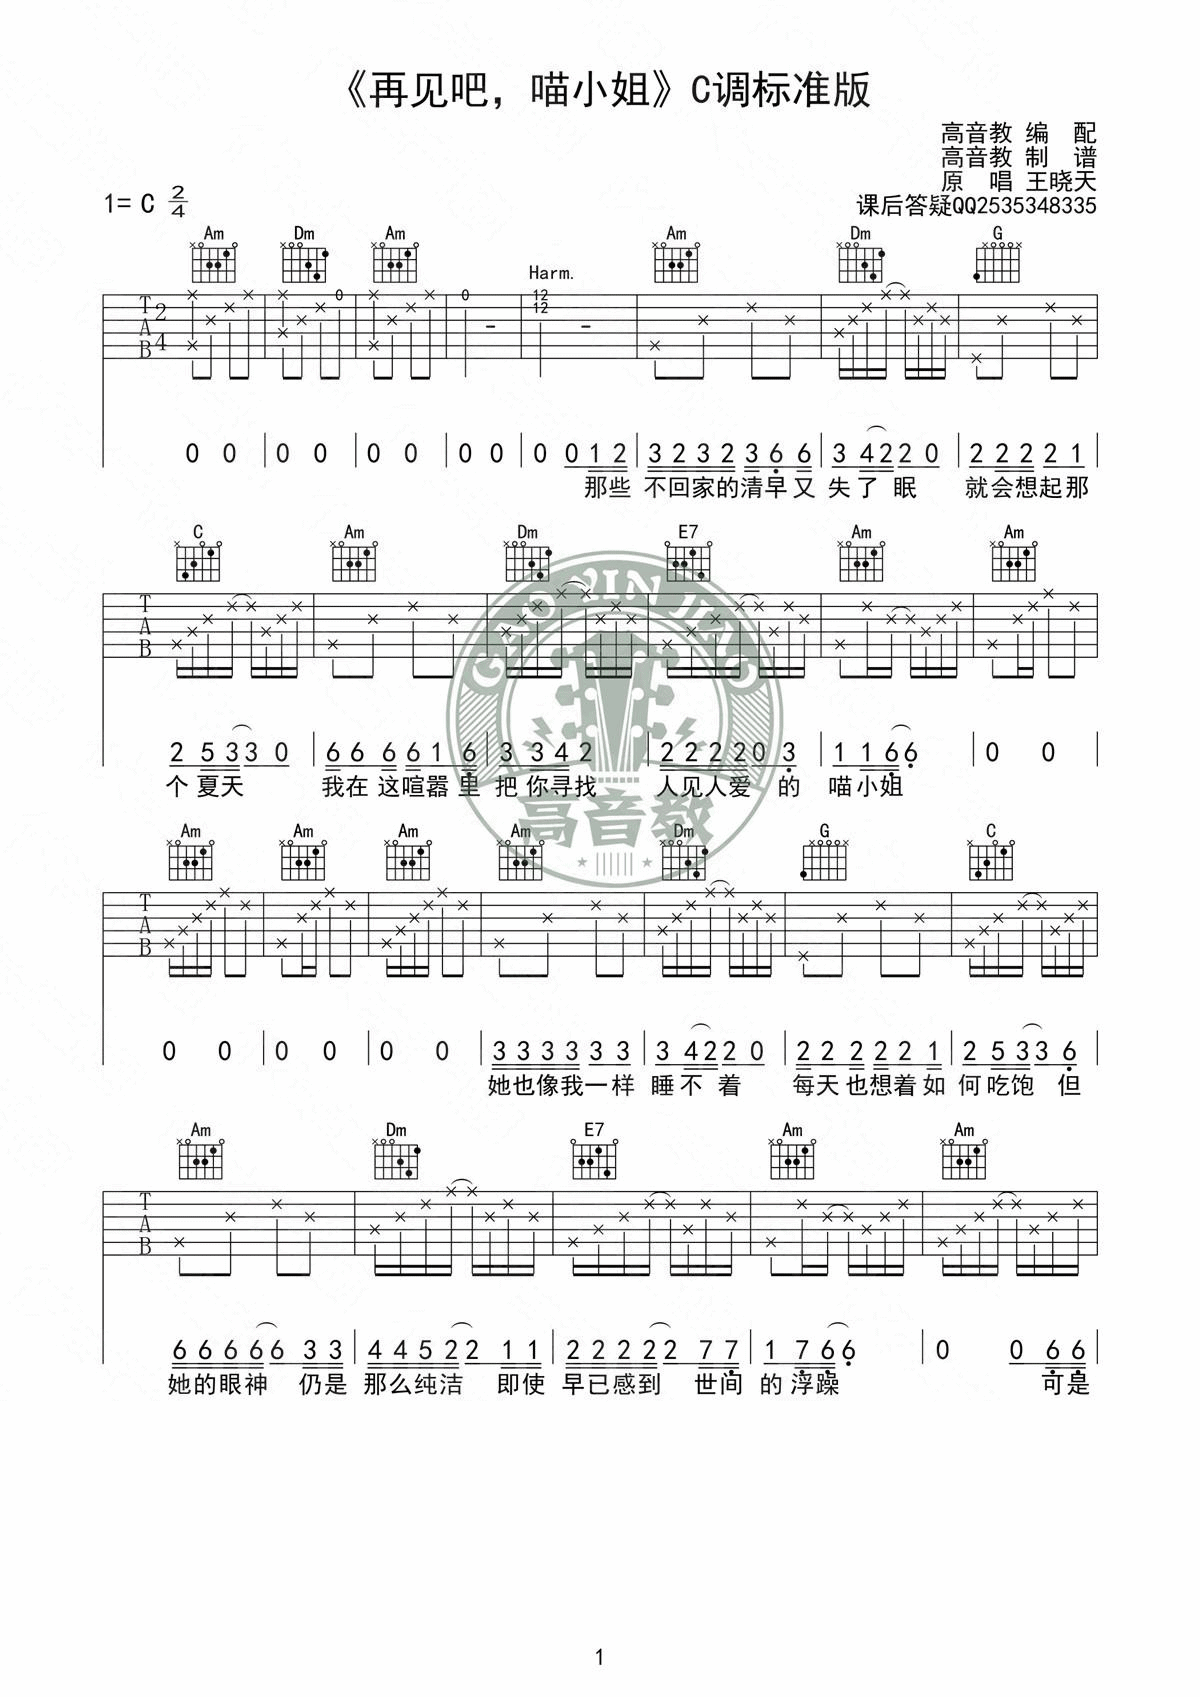 《再见吧，喵小姐》C调标准版
高音教 编 配
高音教 制 谱
原 唱 王晓天
1= C 2/4
课后答疑QQ2535348335
Am Dm Am Am Dm G
Harm.
T A B 2 4 0 0 - 12 12 -
0 0 0 0 0 0 0 0 0 0 1 2 3 2 3 2 3 6 6 3 4 2 2 0 2 2 2 2 1
那些 不回家的清早又 失了 眠 就会想起那
C Am Dm E7 Am Am
T A B
2 5 3 3 0 6 6 6 6 1 6 3 3 4 2 2 2 2 2 0 3 1 1 6 6 0 0
个 夏天 我在 这喧嚣 里 把 你寻找 人见人爱 的 喵小姐
GAO YIN JIAO
高音教
Am Am Am Am Dm G C
T A B
0 0 0 0 0 0 3 3 3 3 3 3 3 4 2 2 0 2 2 2 2 2 1 2 5 3 3 6
她也像我一样 睡不 着 每天也想着如 何吃饱 但
Am Dm E7 Am Am
T A B
6 6 6 6 6 3 3 4 4 5 2 2 1 1 2 2 2 2 2 7 7 1 7 6 6 0 0 6 6
她的眼神 仍是 那么纯洁 即使 早已感到 世间 的浮躁 可是
1